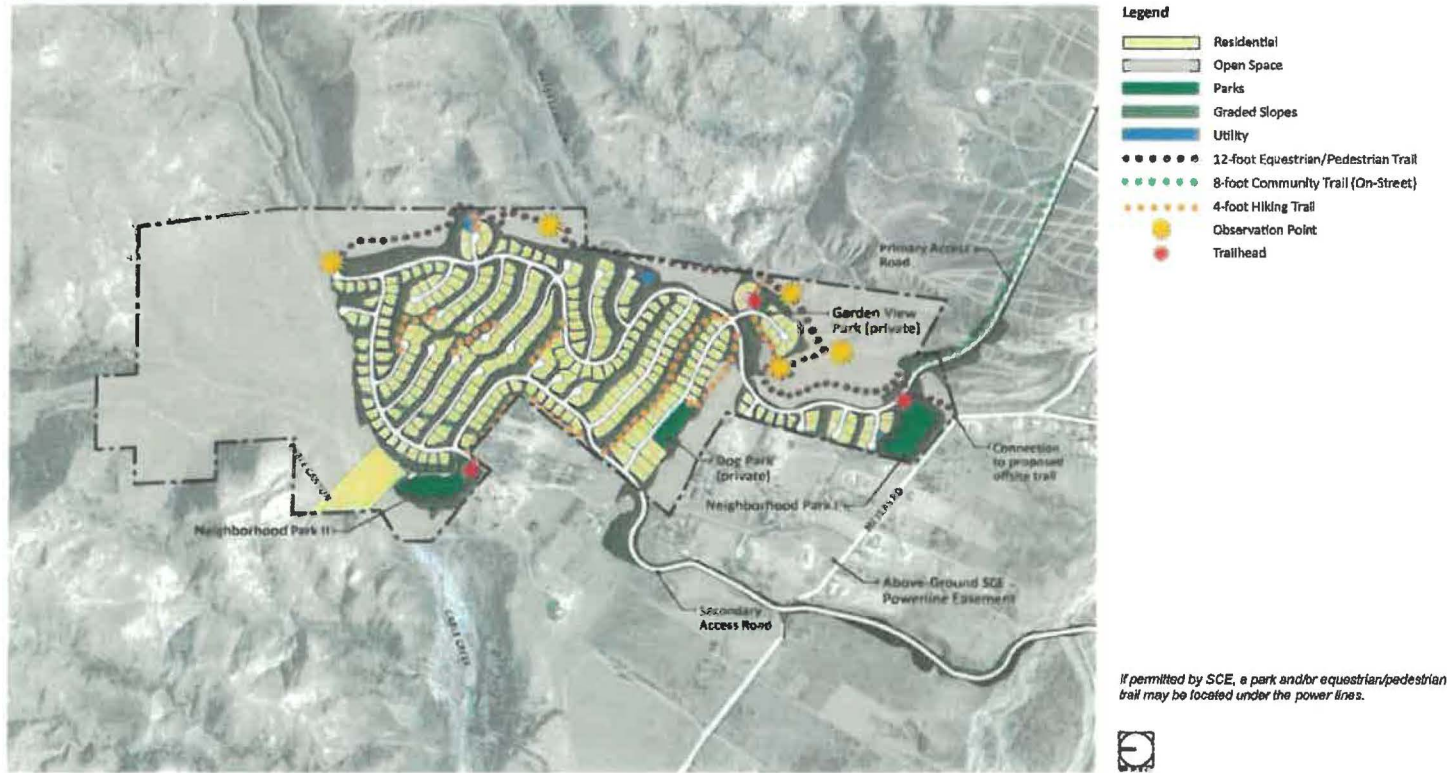 Legend
Residential
Open Space
Parks
Graded Slopes
Utility
12-foot Equestrian/Pedestrian Trail
8-foot Community Trail (On-Street)
4-foot Hiking Trail
Observation Point
Trailhead
Primary Access
Road
Garden View
Park (private)
Connection
to proposed
offsite trail
Dog Park
(private)
Neighborhood Park I
Neighborhood Park II
CABLE CREEK
Above-Ground SCE
Powerline Easement
Secondary
Access Road
If permitted by SCE, a park and/or equestrian/pedestrian
trail may be located under the power lines.